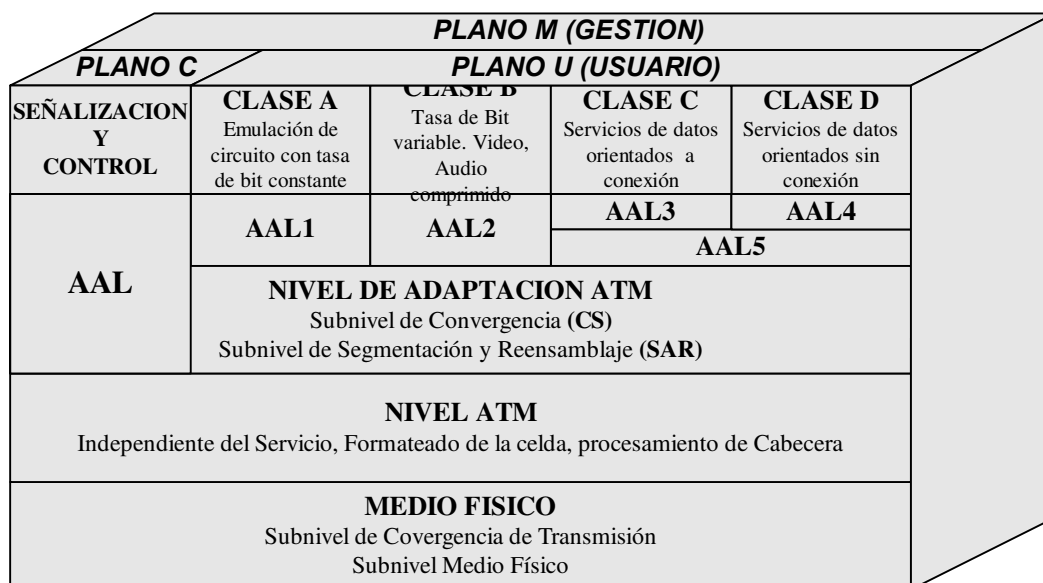 PLANO M (GESTION)
PLANO C
PLANO U (USUARIO)
SEÑALIZACION
Y
CONTROL
CLASE A
Emulación de
circuito con tasa
de bit constante
CLASE B
Tasa de Bit
variable. Video,
Audio
comprimido
CLASE C
Servicios de datos
orientados a
conexión
CLASE D
Servicios de datos
orientados sin
conexión
AAL
AAL1
AAL2
AAL3
AAL4
AAL5
NIVEL DE ADAPTACION ATM
Subnivel de Convergencia (CS)
Subnivel de Segmentación y Reensamblaje (SAR)
NIVEL ATM
Independiente del Servicio, Formateado de la celda, procesamiento de Cabecera
MEDIO FISICO
Subnivel de Covergencia de Transmisión
Subnivel Medio Físico